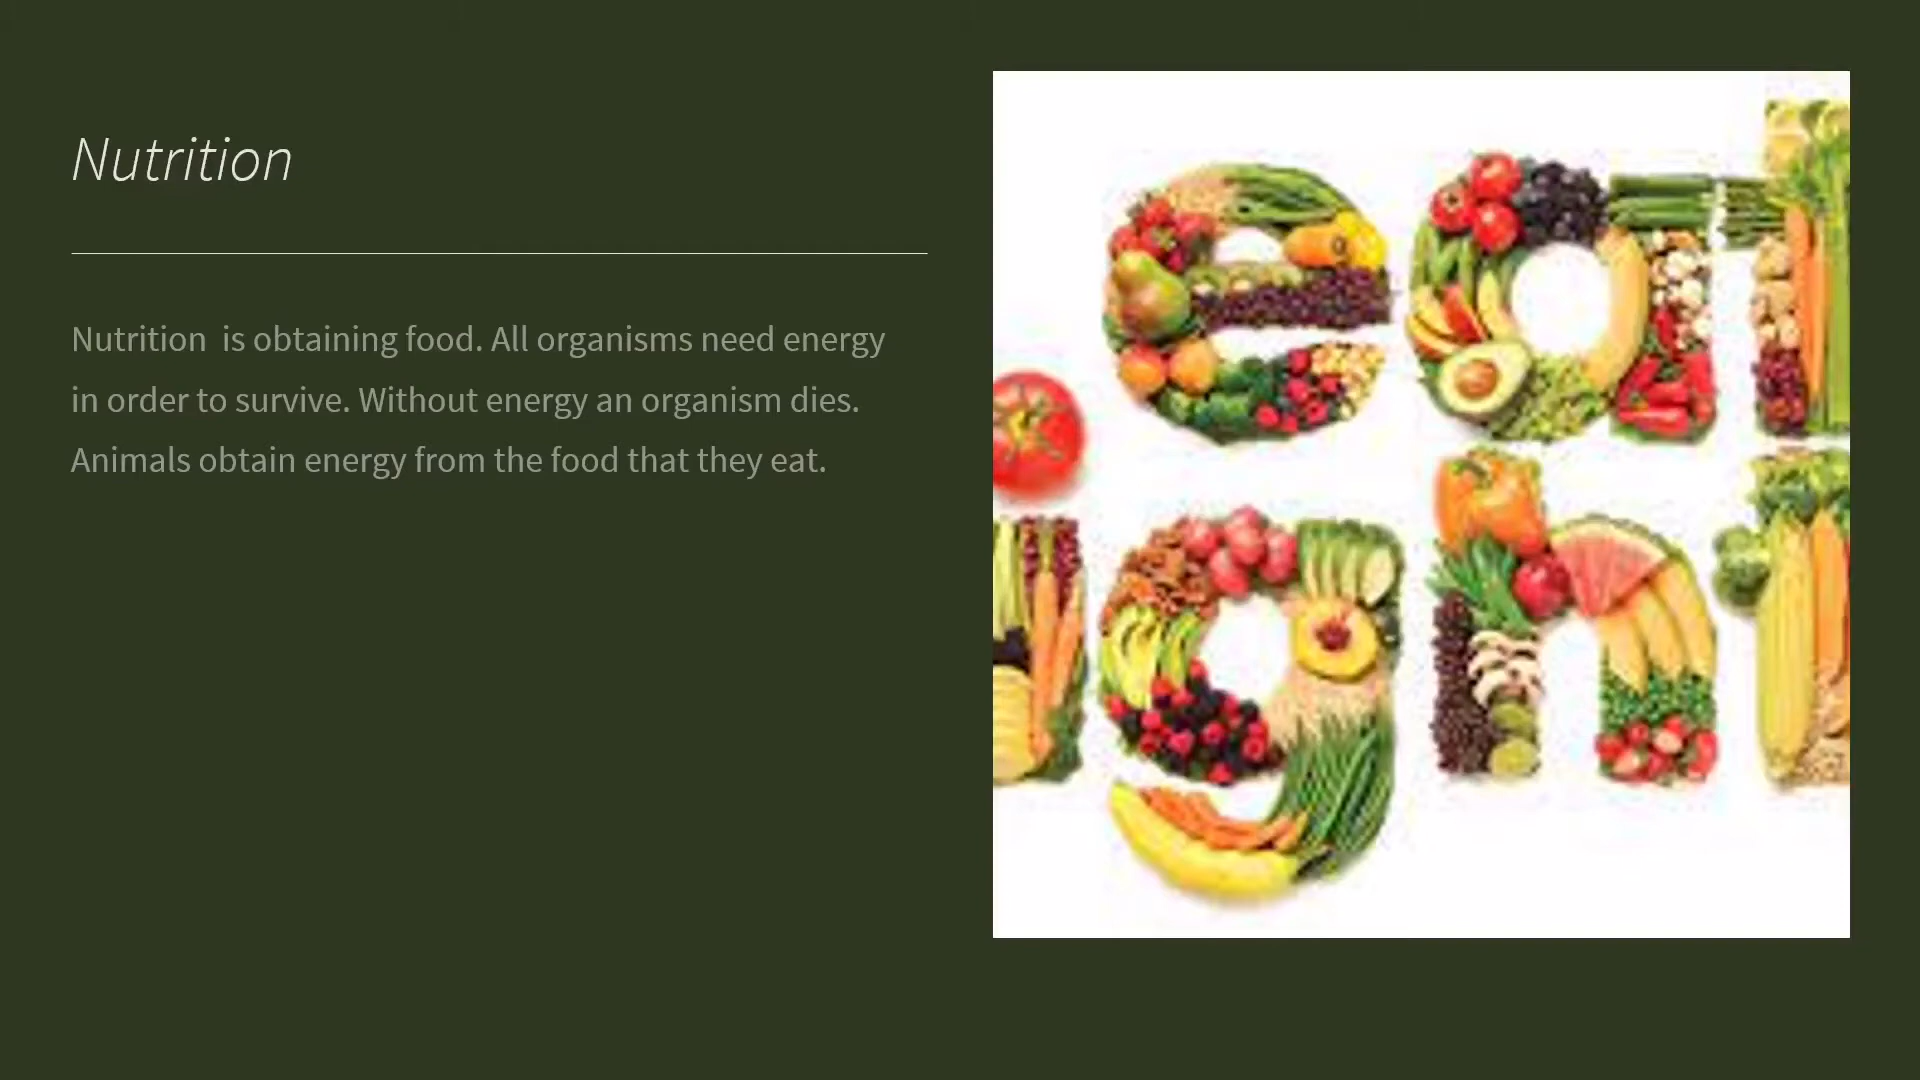 Nutrition
Nutrition is obtaining food. All organisms need energy
in order to survive. Without energy an organism dies.
Animals obtain energy from the food that they eat.
eat
right